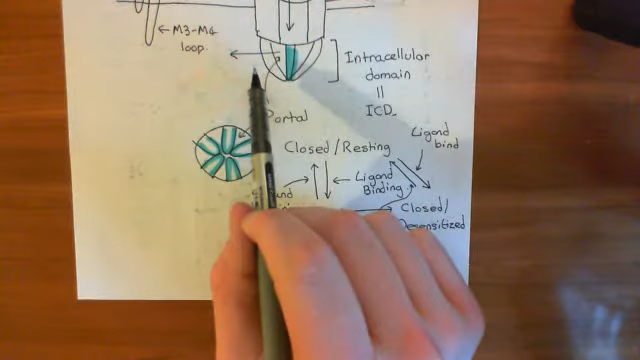 M3-M4
loop.
Intracellular
domain
=
ICD.
Portal
Ligand
bind
Closed/Resting
Ligand
Binding
Closed/
Desensitized